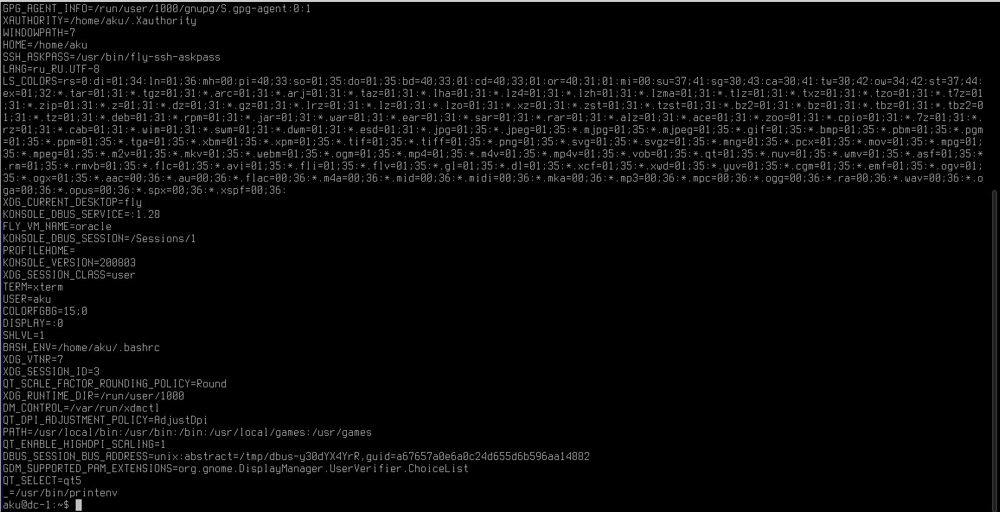 GPG_AGENT_INFO=/run/user/1000/gnupg/S.gpg-agent:0:1
XAUTHORITY=/home/aku/.Xauthority
WINDOWPATH=7
HOME=/home/aku
SSH_ASKPASS=/usr/bin/fly-ssh-askpass
LANG=ru_RU.UTF-8
LS_COLORS=rs=0:di=01;34:ln=01;36:mh=00:pi=40;33:so=01;35:do=01;35:bd=40;33;01:cd=40;33;01:or=40;31;01:mi=00:su=37;41:sg=30;43:ca=30;41:tw=30;42:ow=34;42:st=37;44:
ex=01;32:*.tar=01;31:*.tgz=01;31:*.arc=01;31:*.arj=01;31:*.taz=01;31:*.lha=01;31:*.lz4=01;31:*.lzh=01;31:*.lzma=01;31:*.tlz=01;31:*.txz=01;31:*.tzo=01;31:*.t7z=01
;31:*.zip=01;31:*.z=01;31:*.dz=01;31:*.gz=01;31:*.lrz=01;31:*.lz=01;31:*.lzo=01;31:*.xz=01;31:*.zst=01;31:*.tzst=01;31:*.bz2=01;31:*.bz=01;31:*.tbz=01;31:*.tbz2=0
1;31:*.tz=01;31:*.deb=01;31:*.rpm=01;31:*.jar=01;31:*.war=01;31:*.ear=01;31:*.sar=01;31:*.rar=01;31:*.alz=01;31:*.ace=01;31:*.zoo=01;31:*.cpio=01;31:*.7z=01;31:*.
rz=01;31:*.cab=01;31:*.wim=01;31:*.swm=01;31:*.dwm=01;31:*.esd=01;31:*.jpg=01;35:*.jpeg=01;35:*.mjpg=01;35:*.mjpeg=01;35:*.gif=01;35:*.bmp=01;35:*.pbm=01;35:*.pgm
=01;35:*.ppm=01;35:*.tga=01;35:*.xbm=01;35:*.xpm=01;35:*.tif=01;35:*.tiff=01;35:*.png=01;35:*.svg=01;35:*.svgz=01;35:*.mng=01;35:*.pcx=01;35:*.mov=01;35:*.mpg=01;
35:*.mpeg=01;35:*.m2v=01;35:*.mkv=01;35:*.webm=01;35:*.ogm=01;35:*.mp4=01;35:*.m4v=01;35:*.mp4v=01;35:*.vob=01;35:*.qt=01;35:*.nuv=01;35:*.wmv=01;35:*.asf=01;35:*
.rm=01;35:*.rmvb=01;35:*.flc=01;35:*.avi=01;35:*.fli=01;35:*.flv=01;35:*.gl=01;35:*.dl=01;35:*.xcf=01;35:*.xwd=01;35:*.yuv=01;35:*.cgm=01;35:*.emf=01;35:*.ogv=01;
35:*.ogx=01;35:*.aac=00;36:*.au=00;36:*.flac=00;36:*.m4a=00;36:*.mid=00;36:*.midi=00;36:*.mka=00;36:*.mp3=00;36:*.mpc=00;36:*.ogg=00;36:*.ra=00;36:*.wav=00;36:*.o
ga=00;36:*.opus=00;36:*.spx=00;36:*.xspf=00;36:
XDG_CURRENT_DESKTOP=fly
KONSOLE_DBUS_SERVICE=:1.28
FLY_VM_NAME=oracle
KONSOLE_DBUS_SESSION=/Sessions/1
PROFILEHOME=
KONSOLE_VERSION=200803
XDG_SESSION_CLASS=user
TERM=xterm
USER=aku
COLORFGBG=15;0
DISPLAY=:0
SHLVL=1
BASH_ENV=/home/aku/.bashrc
XDG_VTNR=7
XDG_SESSION_ID=3
QT_SCALE_FACTOR_ROUNDING_POLICY=Round
XDG_RUNTIME_DIR=/run/user/1000
DM_CONTROL=/var/run/xdmctl
QT_DPI_ADJUSTMENT_POLICY=AdjustDpi
PATH=/usr/local/bin:/usr/bin:/bin:/usr/local/games:/usr/games
QT_ENABLE_HIGHDPI_SCALING=1
DBUS_SESSION_BUS_ADDRESS=unix:abstract=/tmp/dbus-y30dYX4YrR,guid=a67657a0e6a0c24d655d6b596aa14882
GDM_SUPPORTED_PAM_EXTENSIONS=org.gnome.DisplayManager.UserVerifier.ChoiceList
QT_SELECT=qt5
_=/usr/bin/printenv
aku@dc-1:~$